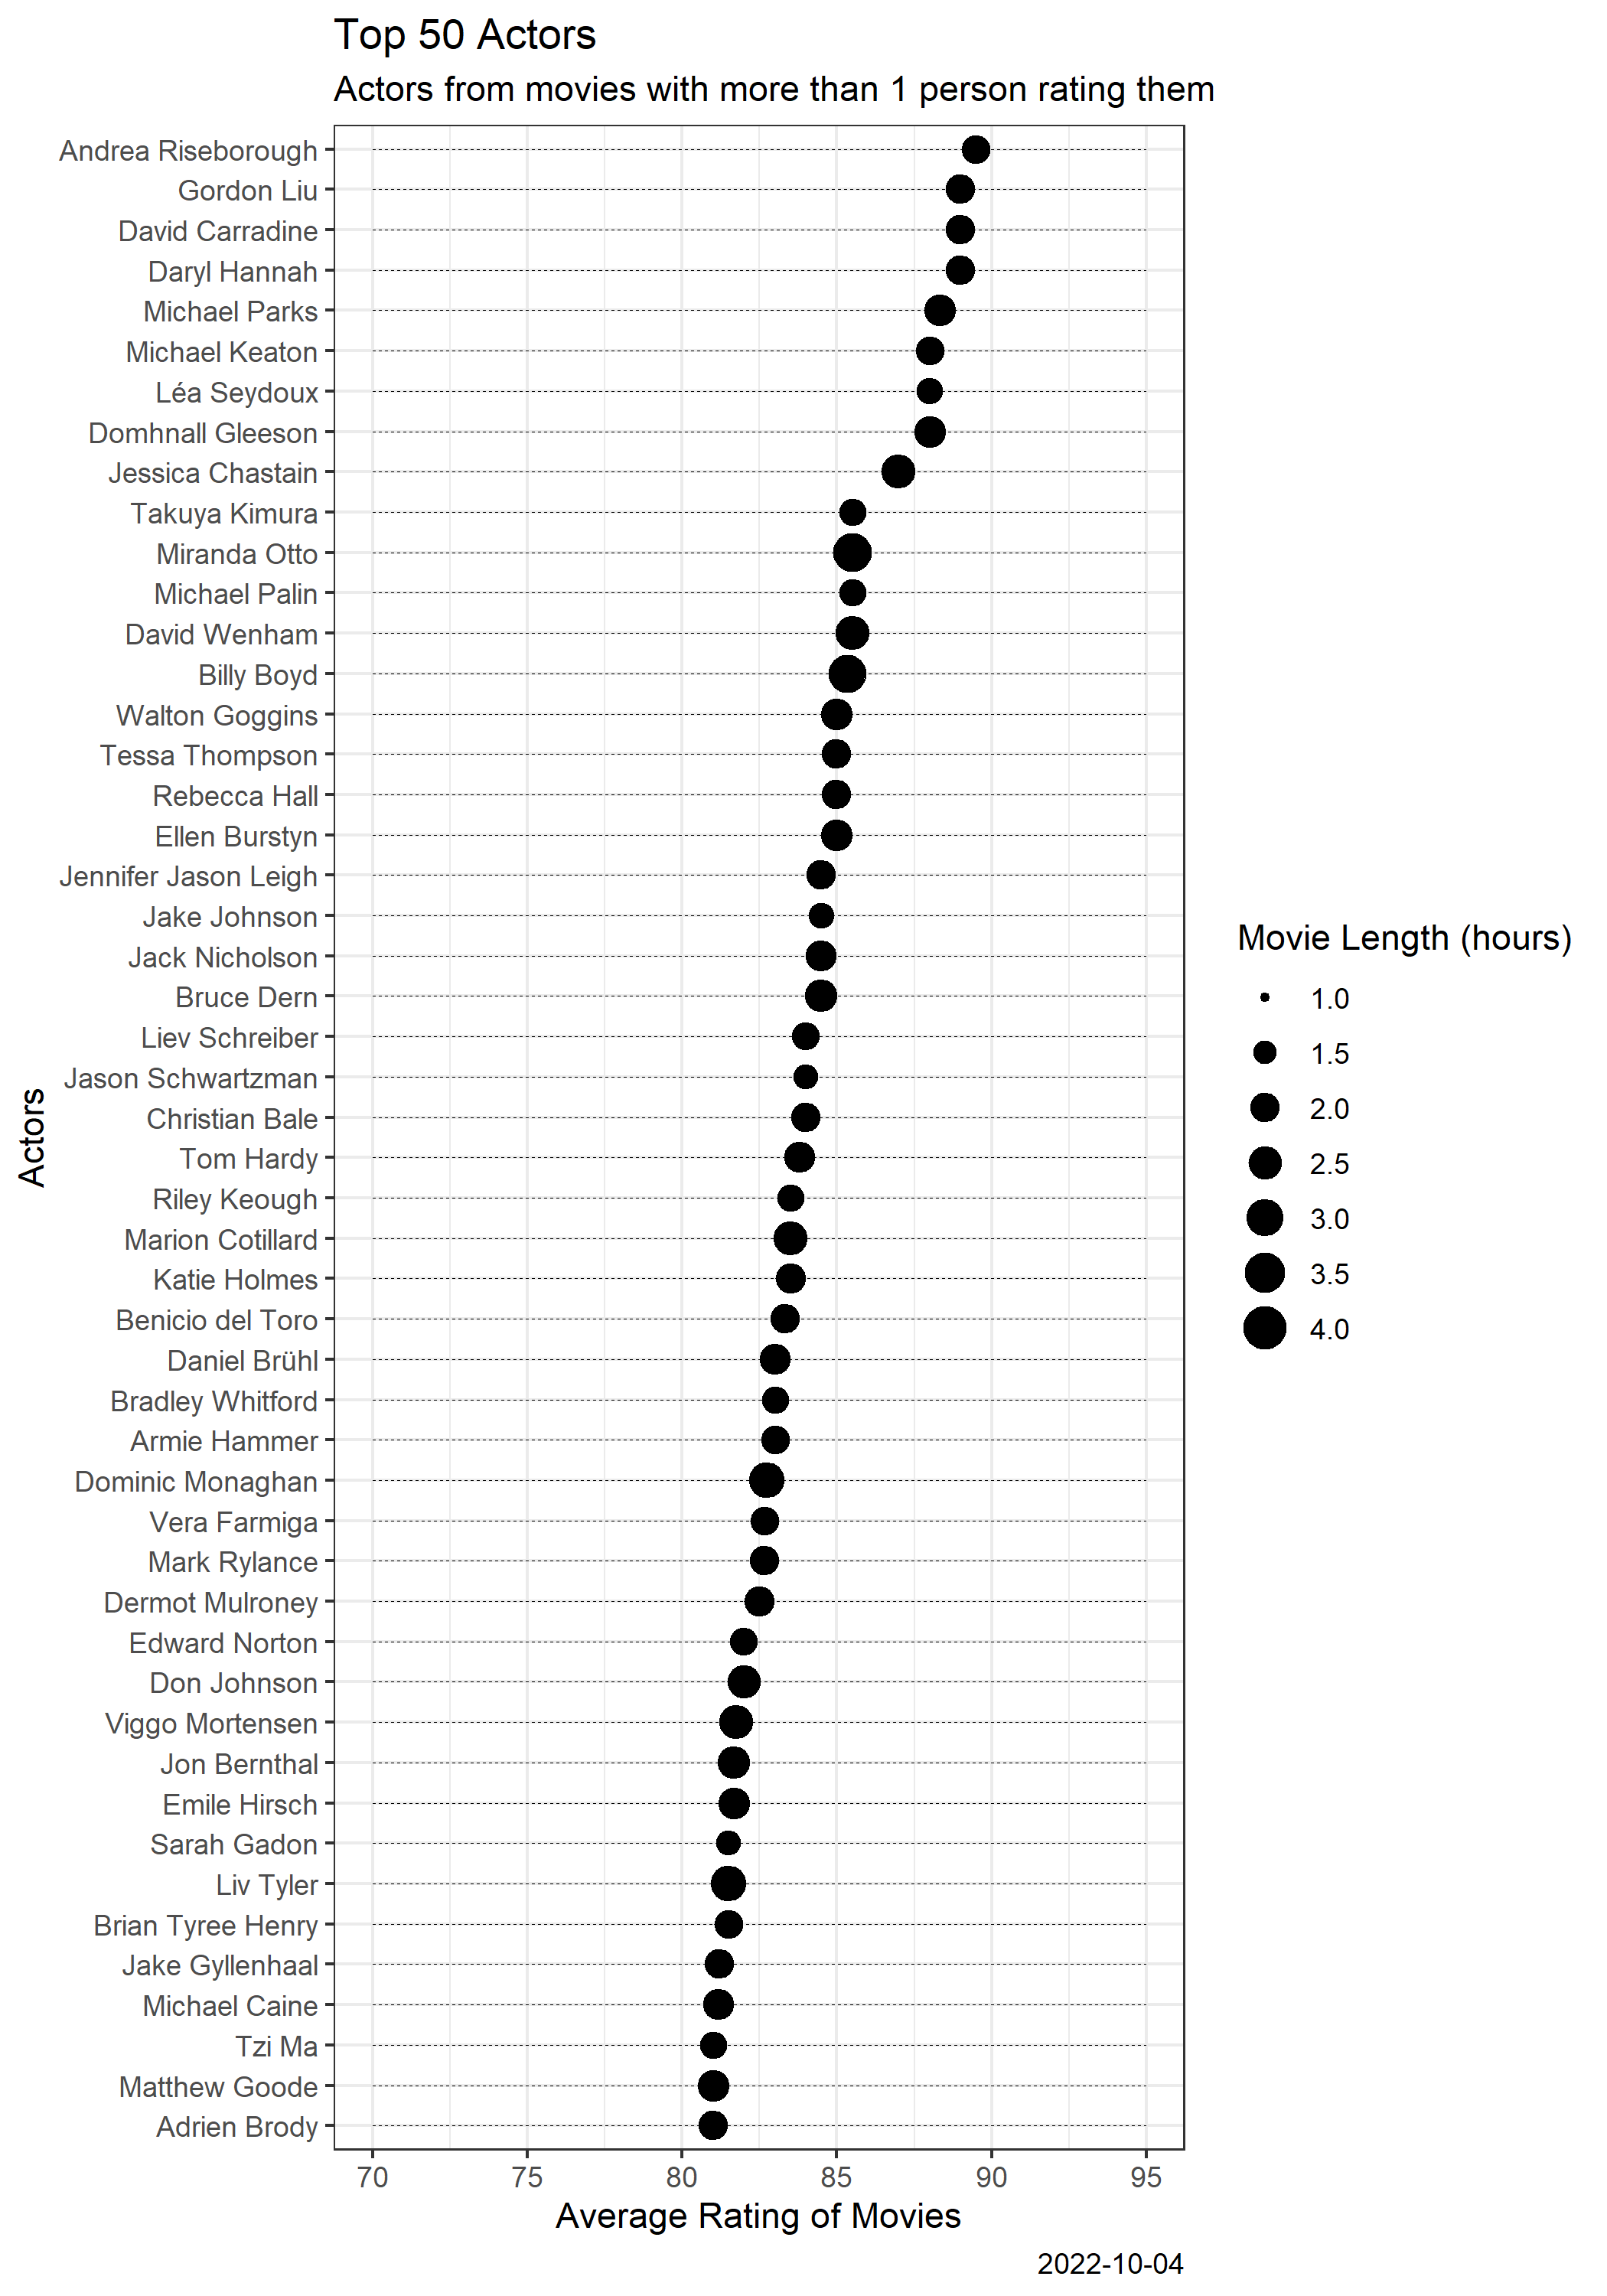 Top 50 Actors
Actors from movies with more than 1 person rating them
Andrea Riseborough
Gordon Liu
David Carradine
Daryl Hannah
Michael Parks
Michael Keaton
Léa Seydoux
Domhnall Gleeson
Jessica Chastain
Takuya Kimura
Miranda Otto
Michael Palin
David Wenham
Billy Boyd
Walton Goggins
Tessa Thompson
Rebecca Hall
Ellen Burstyn
Jennifer Jason Leigh
Jake Johnson
Jack Nicholson
Bruce Dern
Liev Schreiber
Jason Schwartzman
Christian Bale
Tom Hardy
Riley Keough
Marion Cotillard
Katie Holmes
Benicio del Toro
Daniel Brühl
Bradley Whitford
Armie Hammer
Dominic Monaghan
Vera Farmiga
Mark Rylance
Dermot Mulroney
Edward Norton
Don Johnson
Viggo Mortensen
Jon Bernthal
Emile Hirsch
Sarah Gadon
Liv Tyler
Brian Tyree Henry
Jake Gyllenhaal
Michael Caine
Tzi Ma
Matthew Goode
Adrien Brody
Actors
70 75 80 85 90 95
Average Rating of Movies
2022-10-04
Movie Length (hours)
1.0
1.5
2.0
2.5
3.0
3.5
4.0